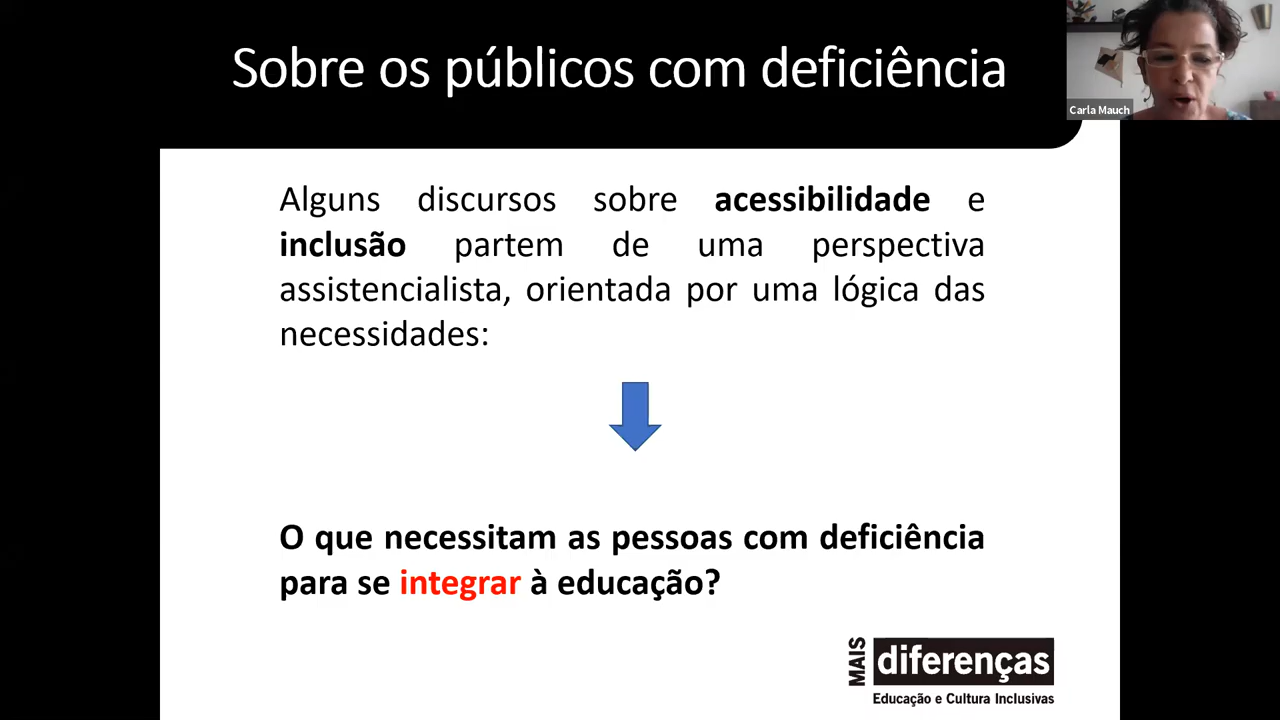 Sobre os públicos com deficiência
Carla Mauch
Alguns discursos sobre acessibilidade e
inclusão partem de uma perspectiva
assistencialista, orientada por uma lógica das
necessidades:
O que necessitam as pessoas com deficiência
para se integrar à educação?
MAIS
diferenças
Educação e Cultura Inclusivas